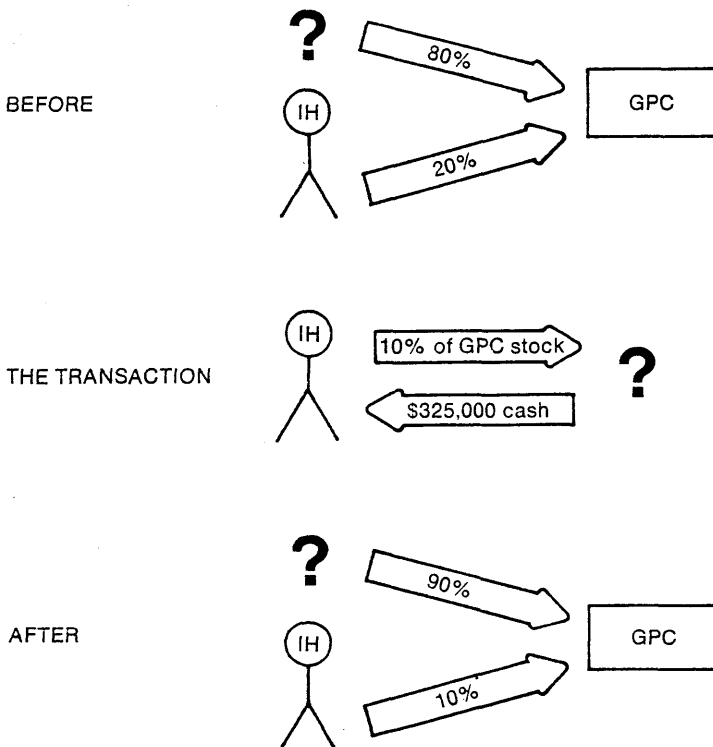 ?
80%
BEFORE
IH
GPC
20%
IH
10% of GPC stock
THE TRANSACTION
?
$325,000 cash
?
90%
AFTER
IH
GPC
10%